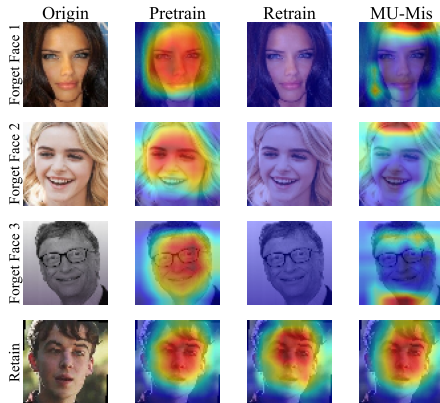 Origin Pretrain Retrain MU-Mis
Forget Face 1
Forget Face 2
Forget Face 3
Retain